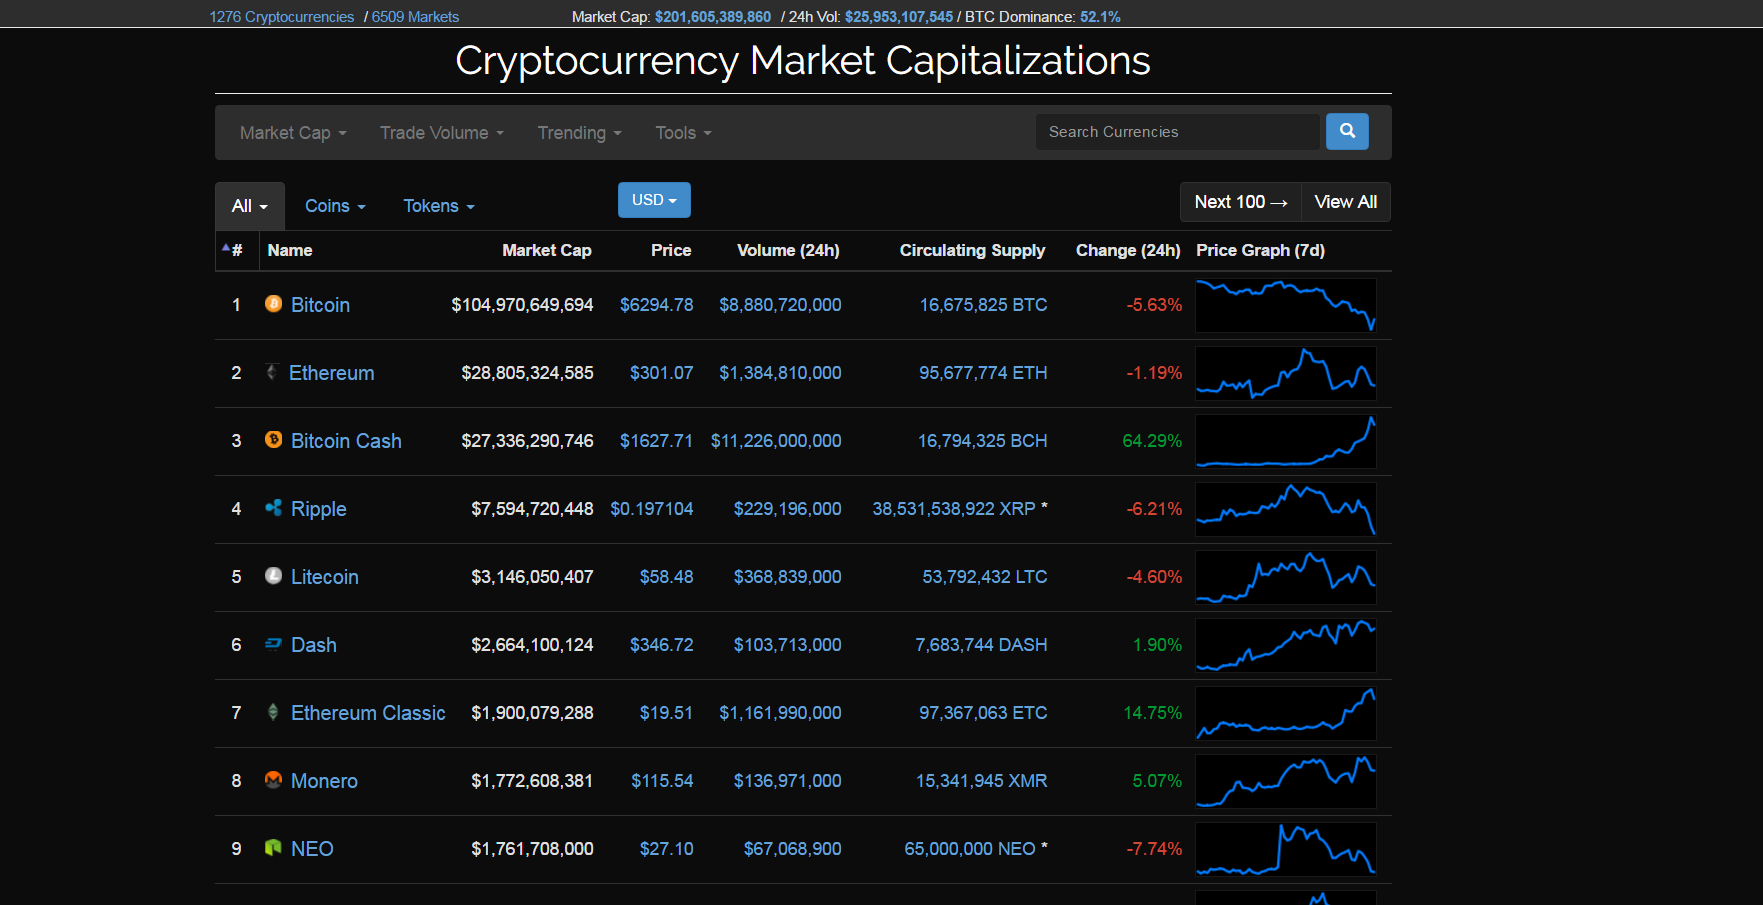 1276 Cryptocurrencies / 6509 Markets Market Cap: $201,605,389,860 / 24h Vol: $25,953,107,545 / BTC Dominance: 52.1%
Cryptocurrency Market Capitalizations
Market Cap Trade Volume Trending Tools Search Currencies
All Coins Tokens USD Next 100 → View All
# Name Market Cap Price Volume (24h) Circulating Supply Change (24h) Price Graph (7d)
1 Bitcoin $104,970,649,694 $6294.78 $8,880,720,000 16,675,825 BTC -5.63%
2 Ethereum $28,805,324,585 $301.07 $1,384,810,000 95,677,774 ETH -1.19%
3 Bitcoin Cash $27,336,290,746 $1627.71 $11,226,000,000 16,794,325 BCH 64.29%
4 Ripple $7,594,720,448 $0.197104 $229,196,000 38,531,538,922 XRP * -6.21%
5 Litecoin $3,146,050,407 $58.48 $368,839,000 53,792,432 LTC -4.60%
6 Dash $2,664,100,124 $346.72 $103,713,000 7,683,744 DASH 1.90%
7 Ethereum Classic $1,900,079,288 $19.51 $1,161,990,000 97,367,063 ETC 14.75%
8 Monero $1,772,608,381 $115.54 $136,971,000 15,341,945 XMR 5.07%
9 NEO $1,761,708,000 $27.10 $67,068,900 65,000,000 NEO * -7.74%